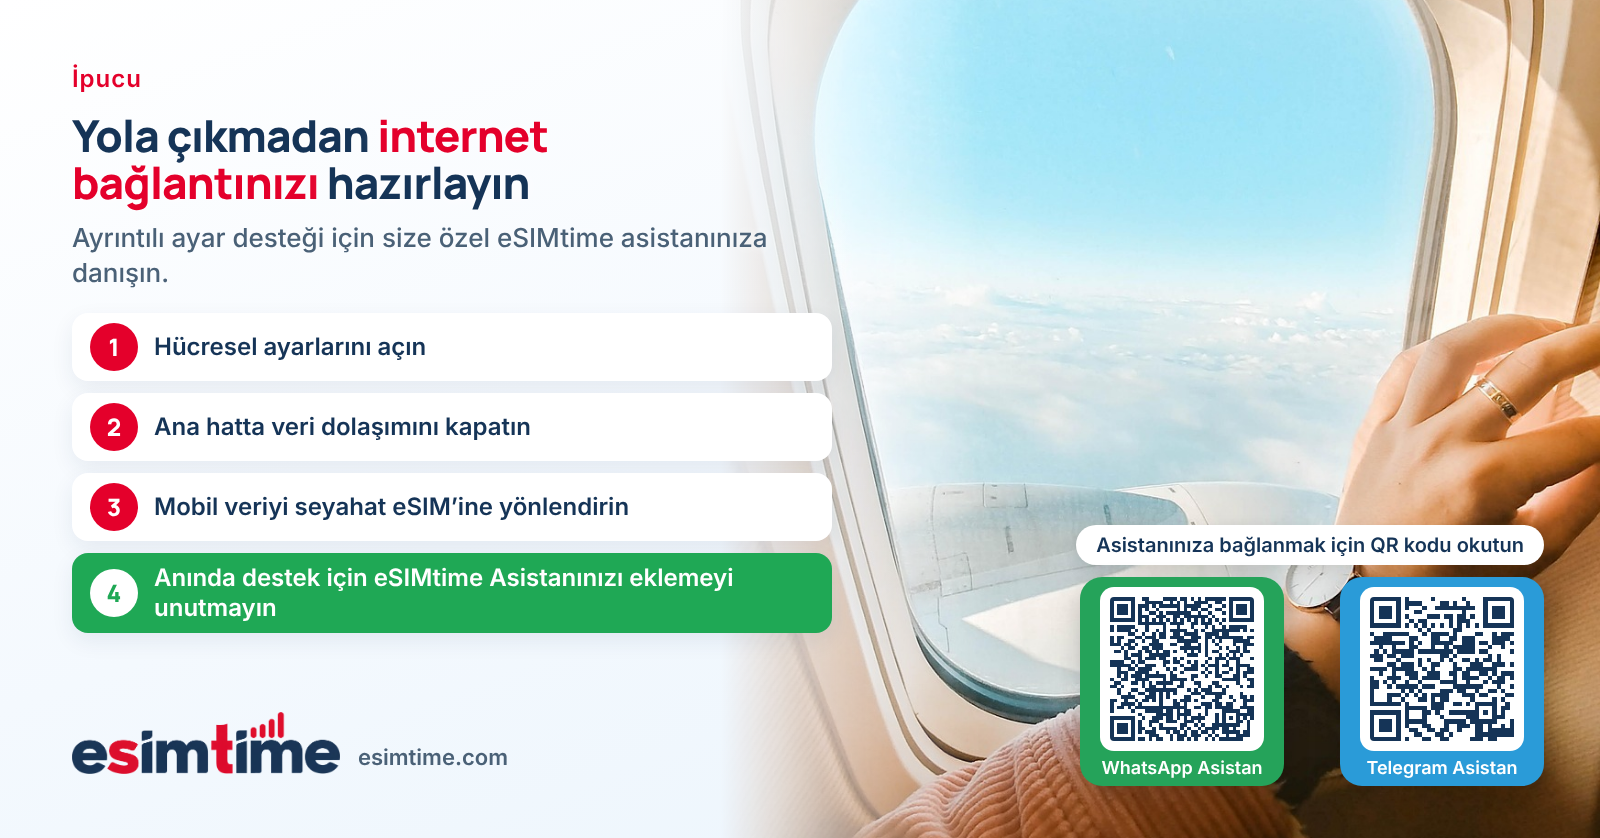 İpucu
Yola çıkmadan internet
bağlantınızı hazırlayın
Ayrıntılı ayar desteği için size özel eSIMtime asistanınıza
danışın.
1 Hücresel ayarlarını açın
2 Ana hatta veri dolaşımını kapatın
3 Mobil veriyi seyahat eSIM’ine yönlendirin
4 Anında destek için eSIMtime Asistanınızı eklemeyi
unutmayın
Asistanınıza bağlanmak için QR kodu okutun
WhatsApp Asistan
Telegram Asistan
esimtime esimtime.com